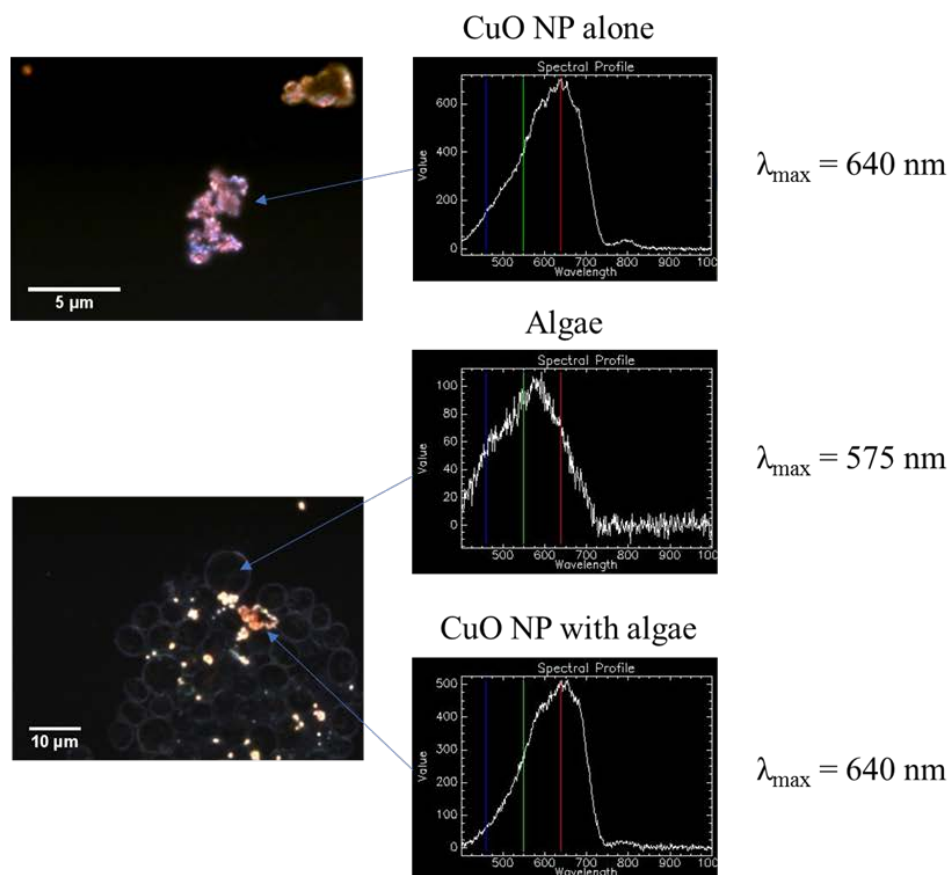 CuO NP alone
Spectral Profile
600
400
200
0
Value
500 600 700 800 900 100
Wavelength
λmax = 640 nm
5 µm
Algae
Spectral Profile
100
80
60
40
20
0
Value
500 600 700 800 900 100
Wavelength
λmax = 575 nm
10 µm
CuO NP with algae
Spectral Profile
500
400
300
200
100
0
Value
500 600 700 800 900 100
Wavelength
λmax = 640 nm